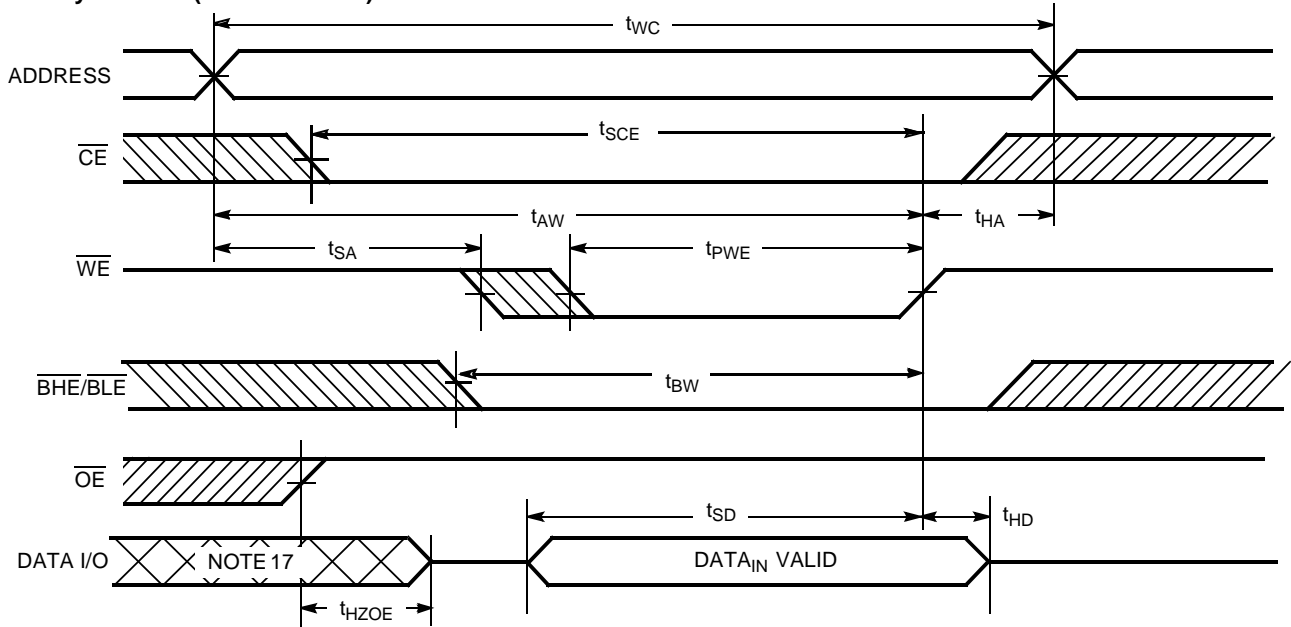 tWC
ADDRESS
tSCE
CE
tAW
tHA
tSA
tPWE
WE
BHE/BLE
tBW
OE
tSD
tHD
DATA I/O
NOTE 17
DATAIN VALID
tHZOE